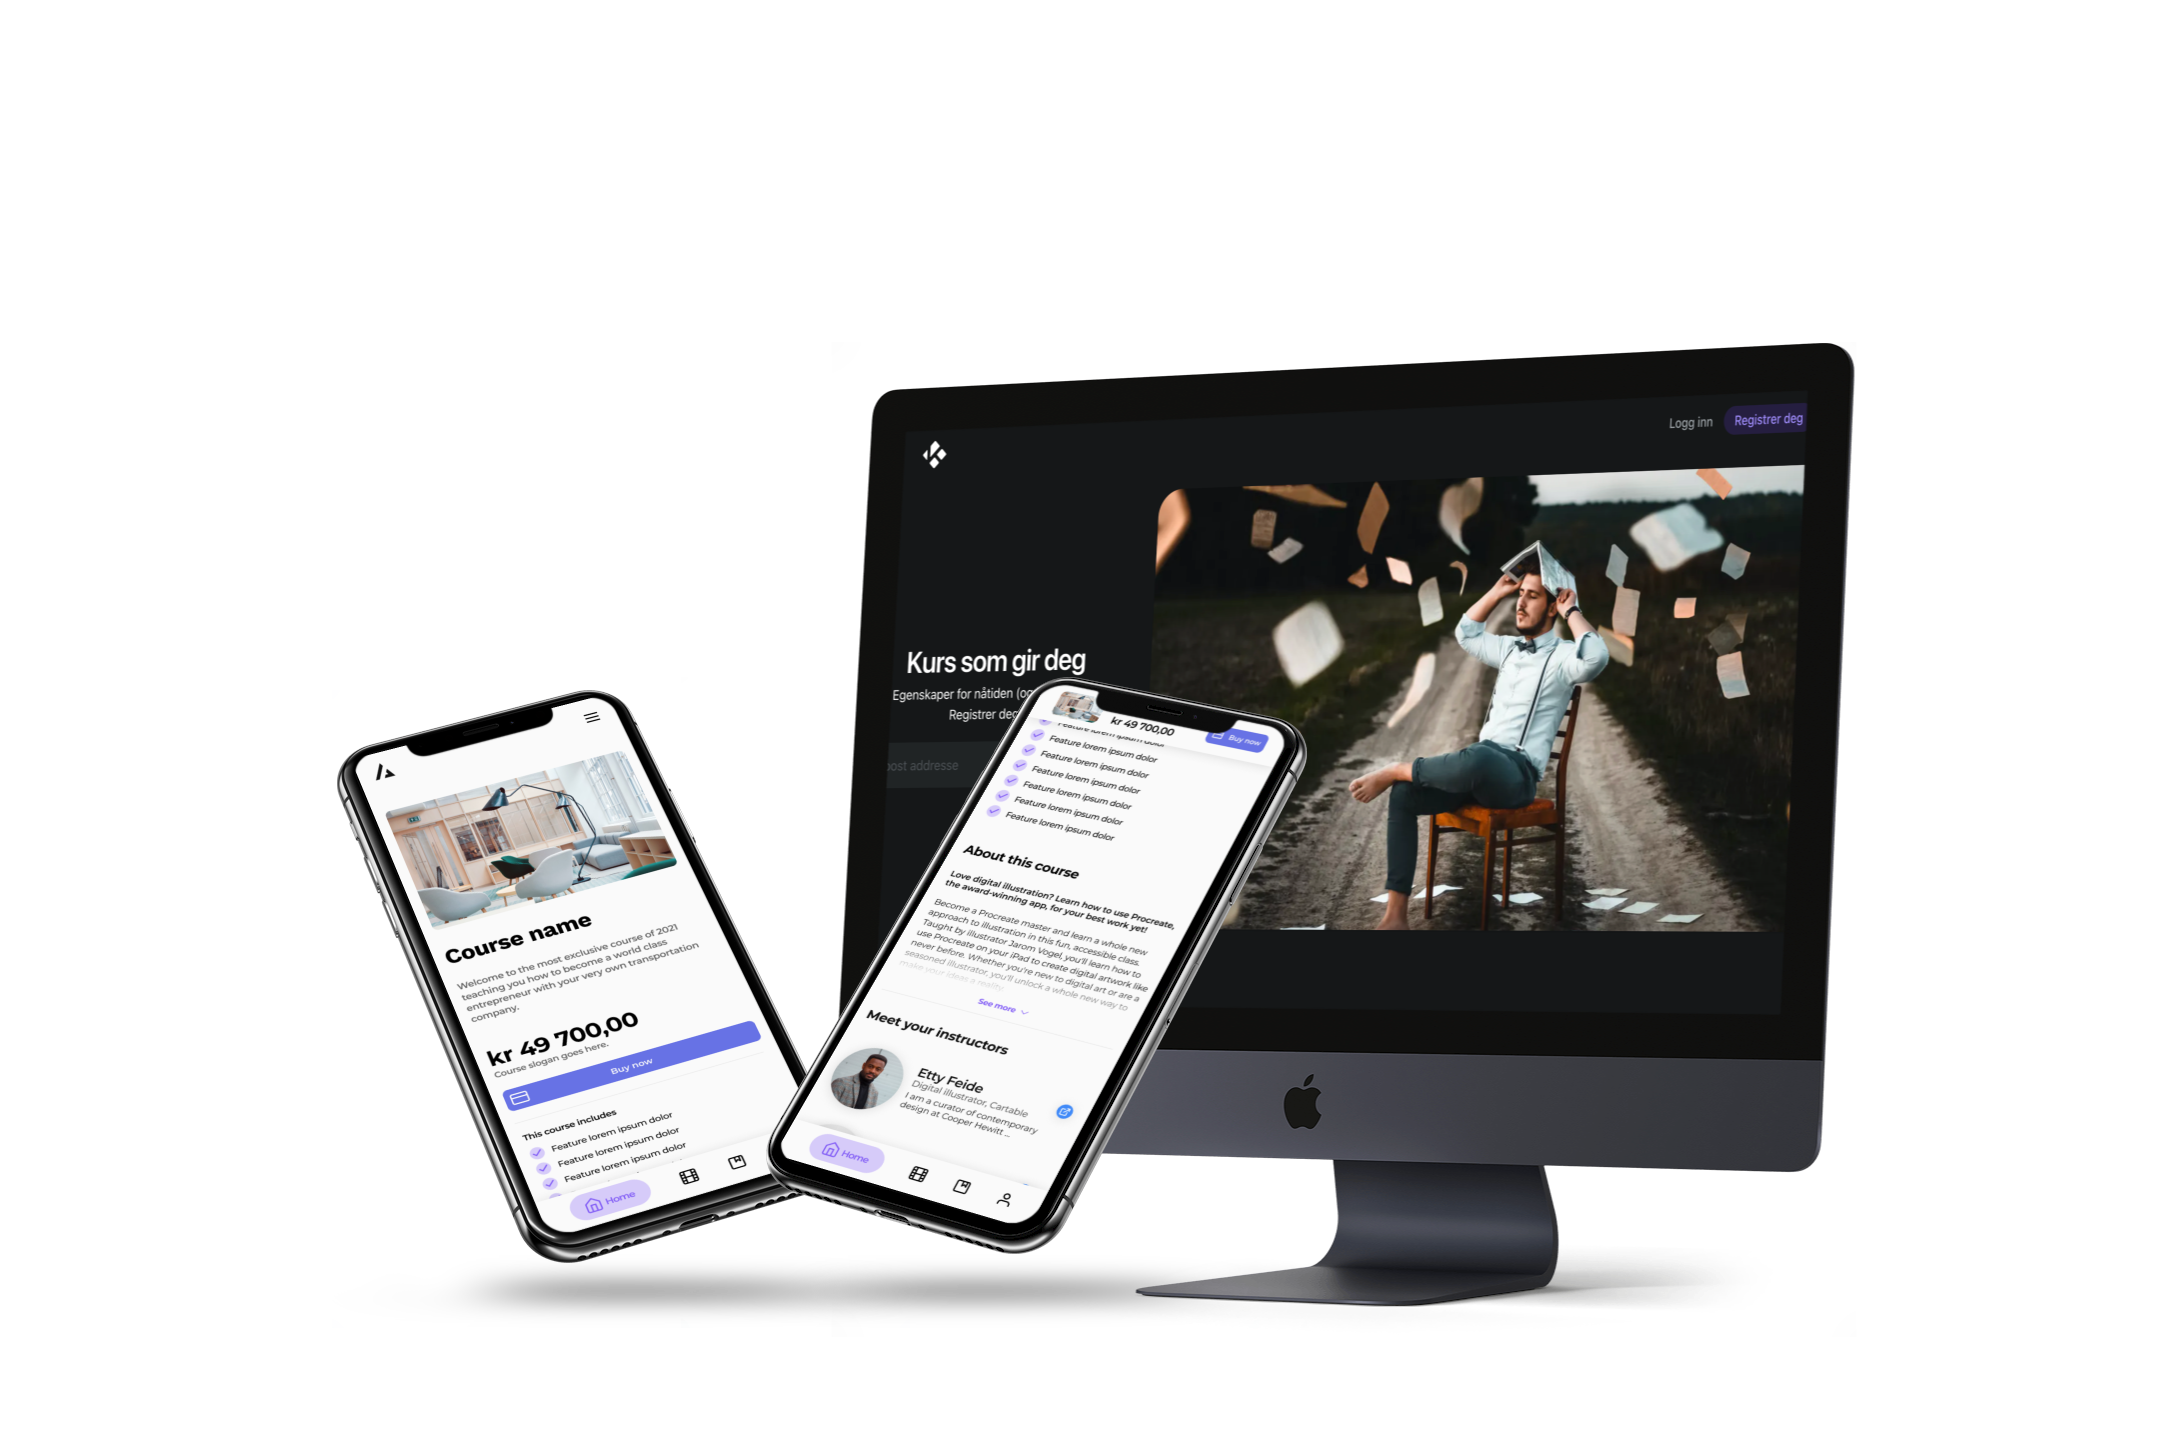 Logg inn
Registrer deg
Kurs som gir deg
Egenskaper for nåtiden
Registrer deg
post addresse
Course name
Welcome to the most exclusive course of 2021
teaching you how to become a world class
entrepreneur with your very own transportation
company.
kr 49 700,00
Course slogan goes here.
Buy now
This course includes
Feature lorem ipsum dolor
Feature lorem ipsum dolor
Feature lorem ipsum dolor
Home
kr 49 700,00
Buy now
Feature lorem ipsum dolor
Feature lorem ipsum dolor
Feature lorem ipsum dolor
Feature lorem ipsum dolor
Feature lorem ipsum dolor
Feature lorem ipsum dolor
Feature lorem ipsum dolor
About this course
Love digital illustration? Learn how to use Procreate,
the award-winning app, for your best work yet!
Become a Procreate master and learn a whole new
approach to illustration in this fun, accessible class.
Taught by illustrator Jarom Vogel, you'll learn how to
use Procreate on your iPad to create digital artwork like
never before. Whether you're new to digital art or are a
seasoned illustrator, you'll unlock a whole new way to
make your ideas a reality.
See more
Meet your instructors
Etty Feide
Digital illustrator, Cartable
I am a curator of contemporary
design at Cooper Hewitt ...
Home